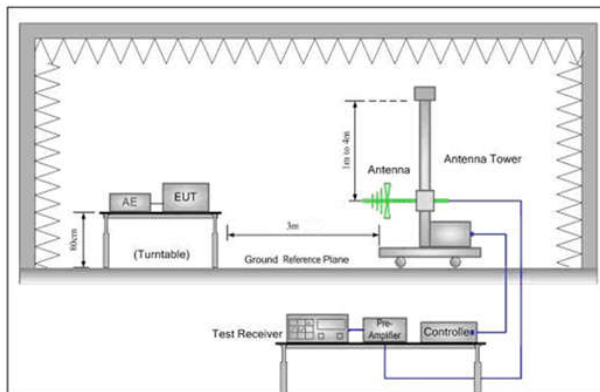 1m to 4m
Antenna
Antenna Tower
AE
EUT
80cm
(Turntable)
3m
Ground Reference Plane
Test Receiver
Pre-
Amplifier
Controller